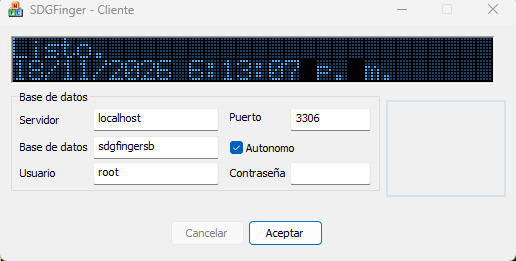 SDGFinger - Cliente
Listo.
18/11/2026 6:13:07 p. m.
Base de datos
Servidor localhost Puerto 3306
Base de datos sdgfingersb Autonomo
Usuario root Contraseña
Cancelar Aceptar